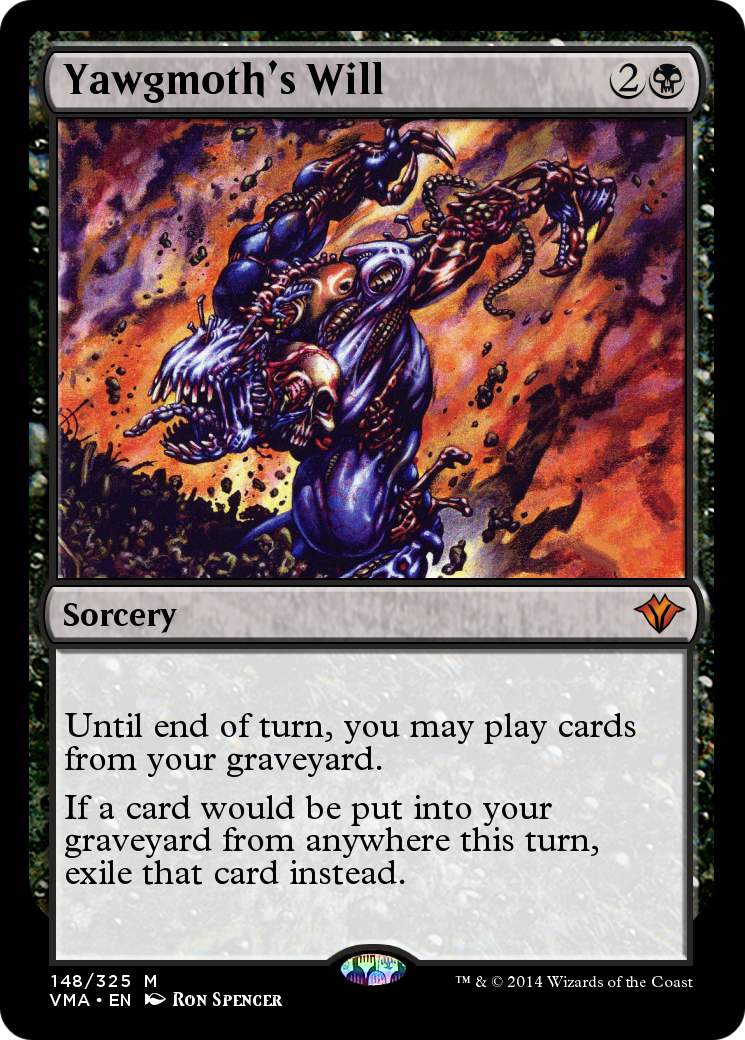 Yawgmoth's Will 2
Sorcery
Until end of turn, you may play cards
from your graveyard.
If a card would be put into your
graveyard from anywhere this turn,
exile that card instead.
148/325 M
VMA • EN Ron Spencer
™ & © 2014 Wizards of the Coast